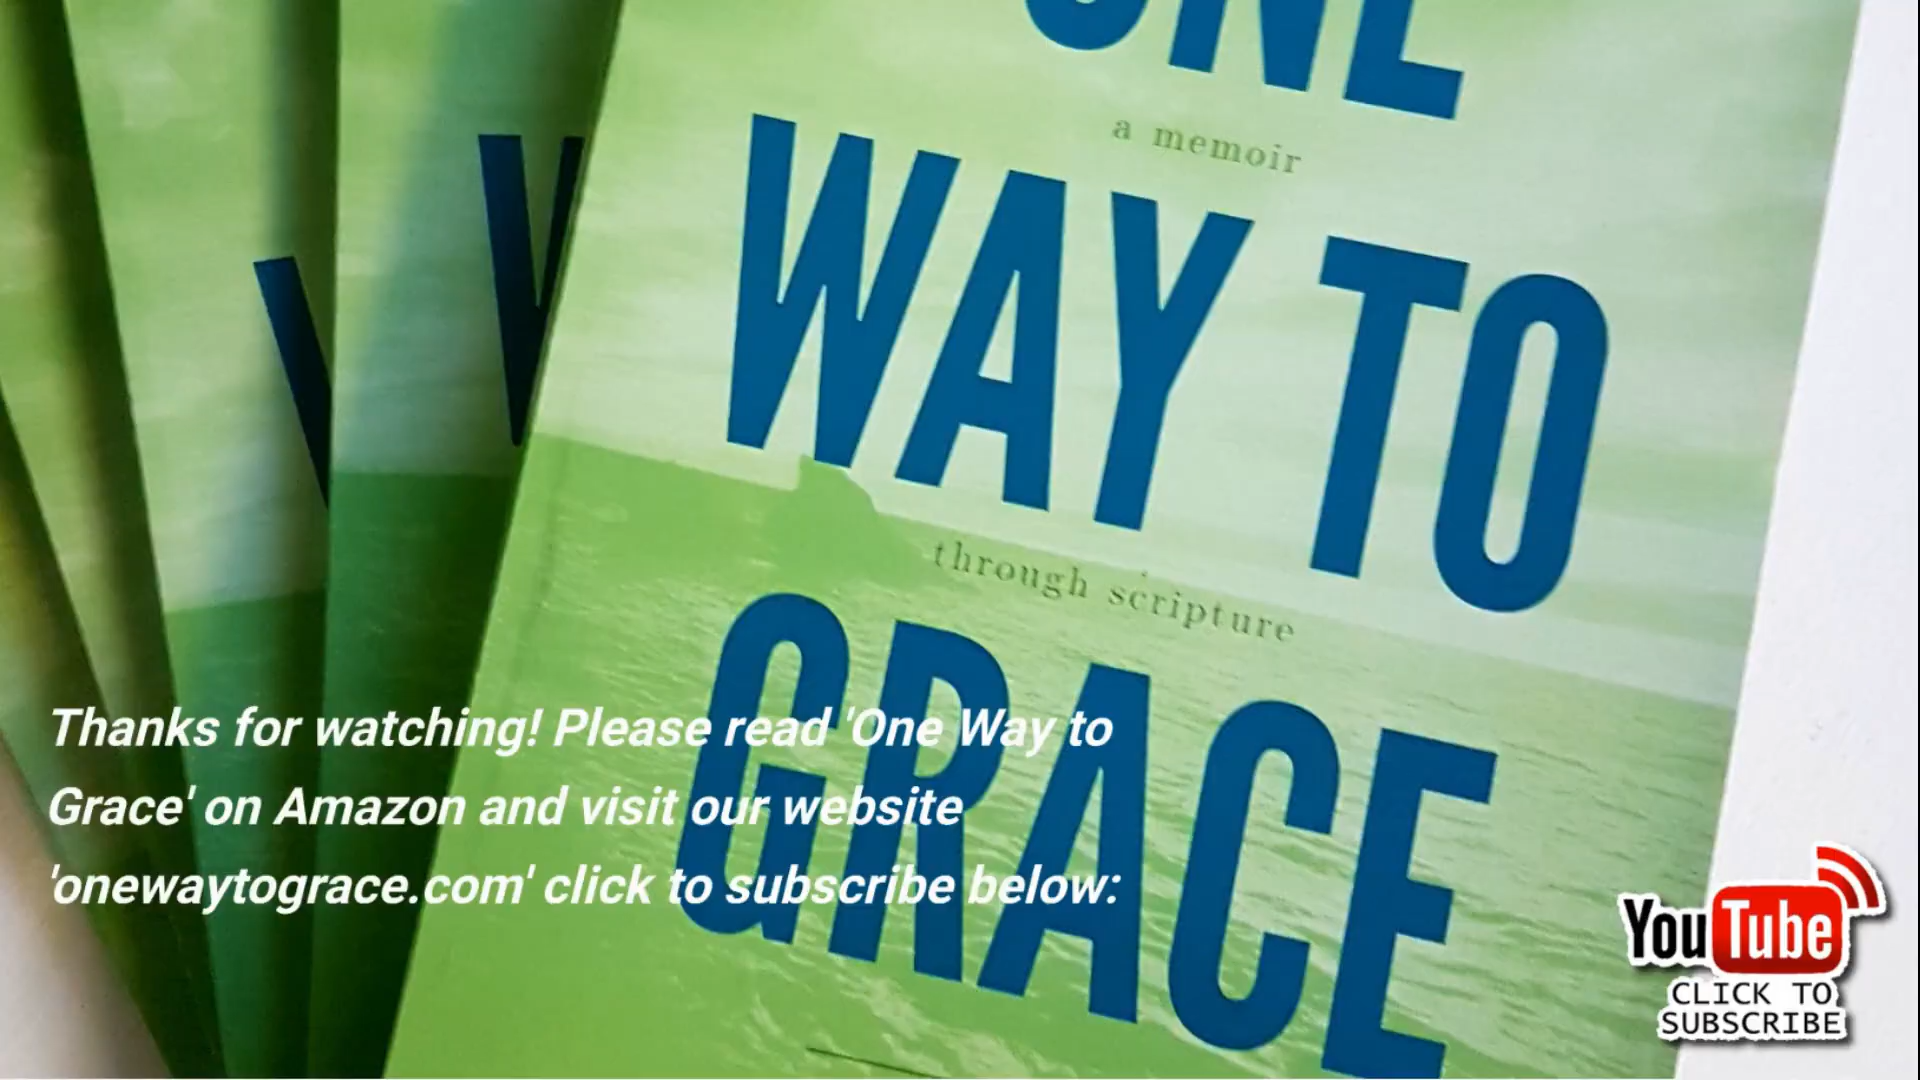 ONE
a memoir
WAY TO
through scripture
GRACE
W
W
Thanks for watching! Please read 'One Way to
Grace' on Amazon and visit our website
'onewaytograce.com' click to subscribe below:
YouTube
CLICK TO
SUBSCRIBE